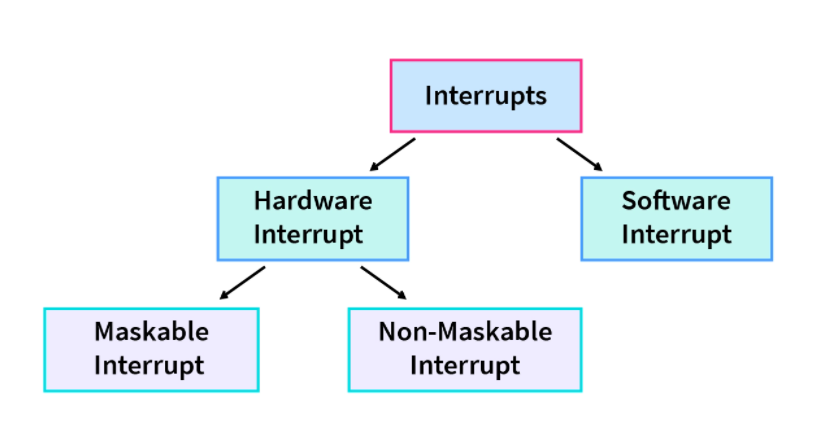 Interrupts
Hardware
Interrupt
Software
Interrupt
Maskable
Interrupt
Non-Maskable
Interrupt